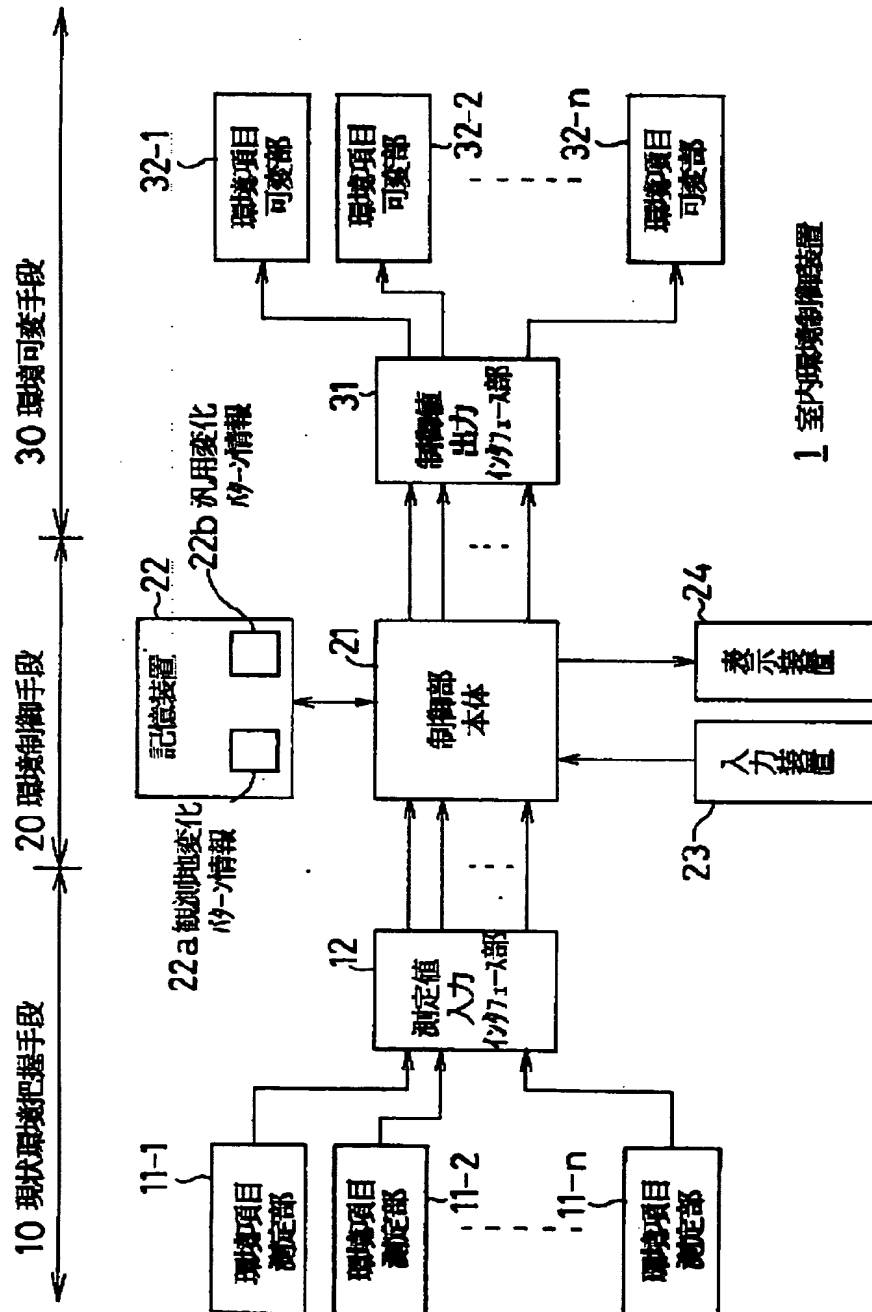 10 現状環境把握手段
20 環境制御手段
30 環境可変手段
11-1
環境項目
測定部
環境項目
測定部
11-2
11-n
環境項目
測定部
12
測定値
入力
インタフェース部
22a 観測地変化
パターン情報
22
記憶装置
22b 汎用変化
パターン情報
21
制御部
本体
23
入力
装置
24
表示
装置
31
制御値
出力
インタフェース部
32-1
環境項目
可変部
環境項目
可変部
32-2
32-n
環境項目
可変部
1 室内環境制御装置